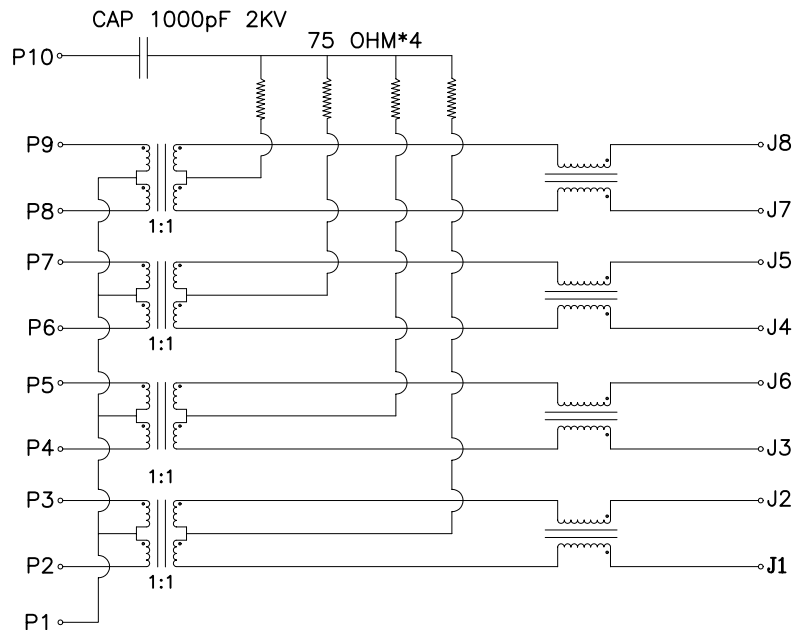 CAP 1000pF 2KV
75 OHM*4
P10
P9
J8
P8
J7
1:1
P7
J5
P6
J4
1:1
P5
J6
P4
J3
1:1
P3
J2
P2
J1
1:1
P1